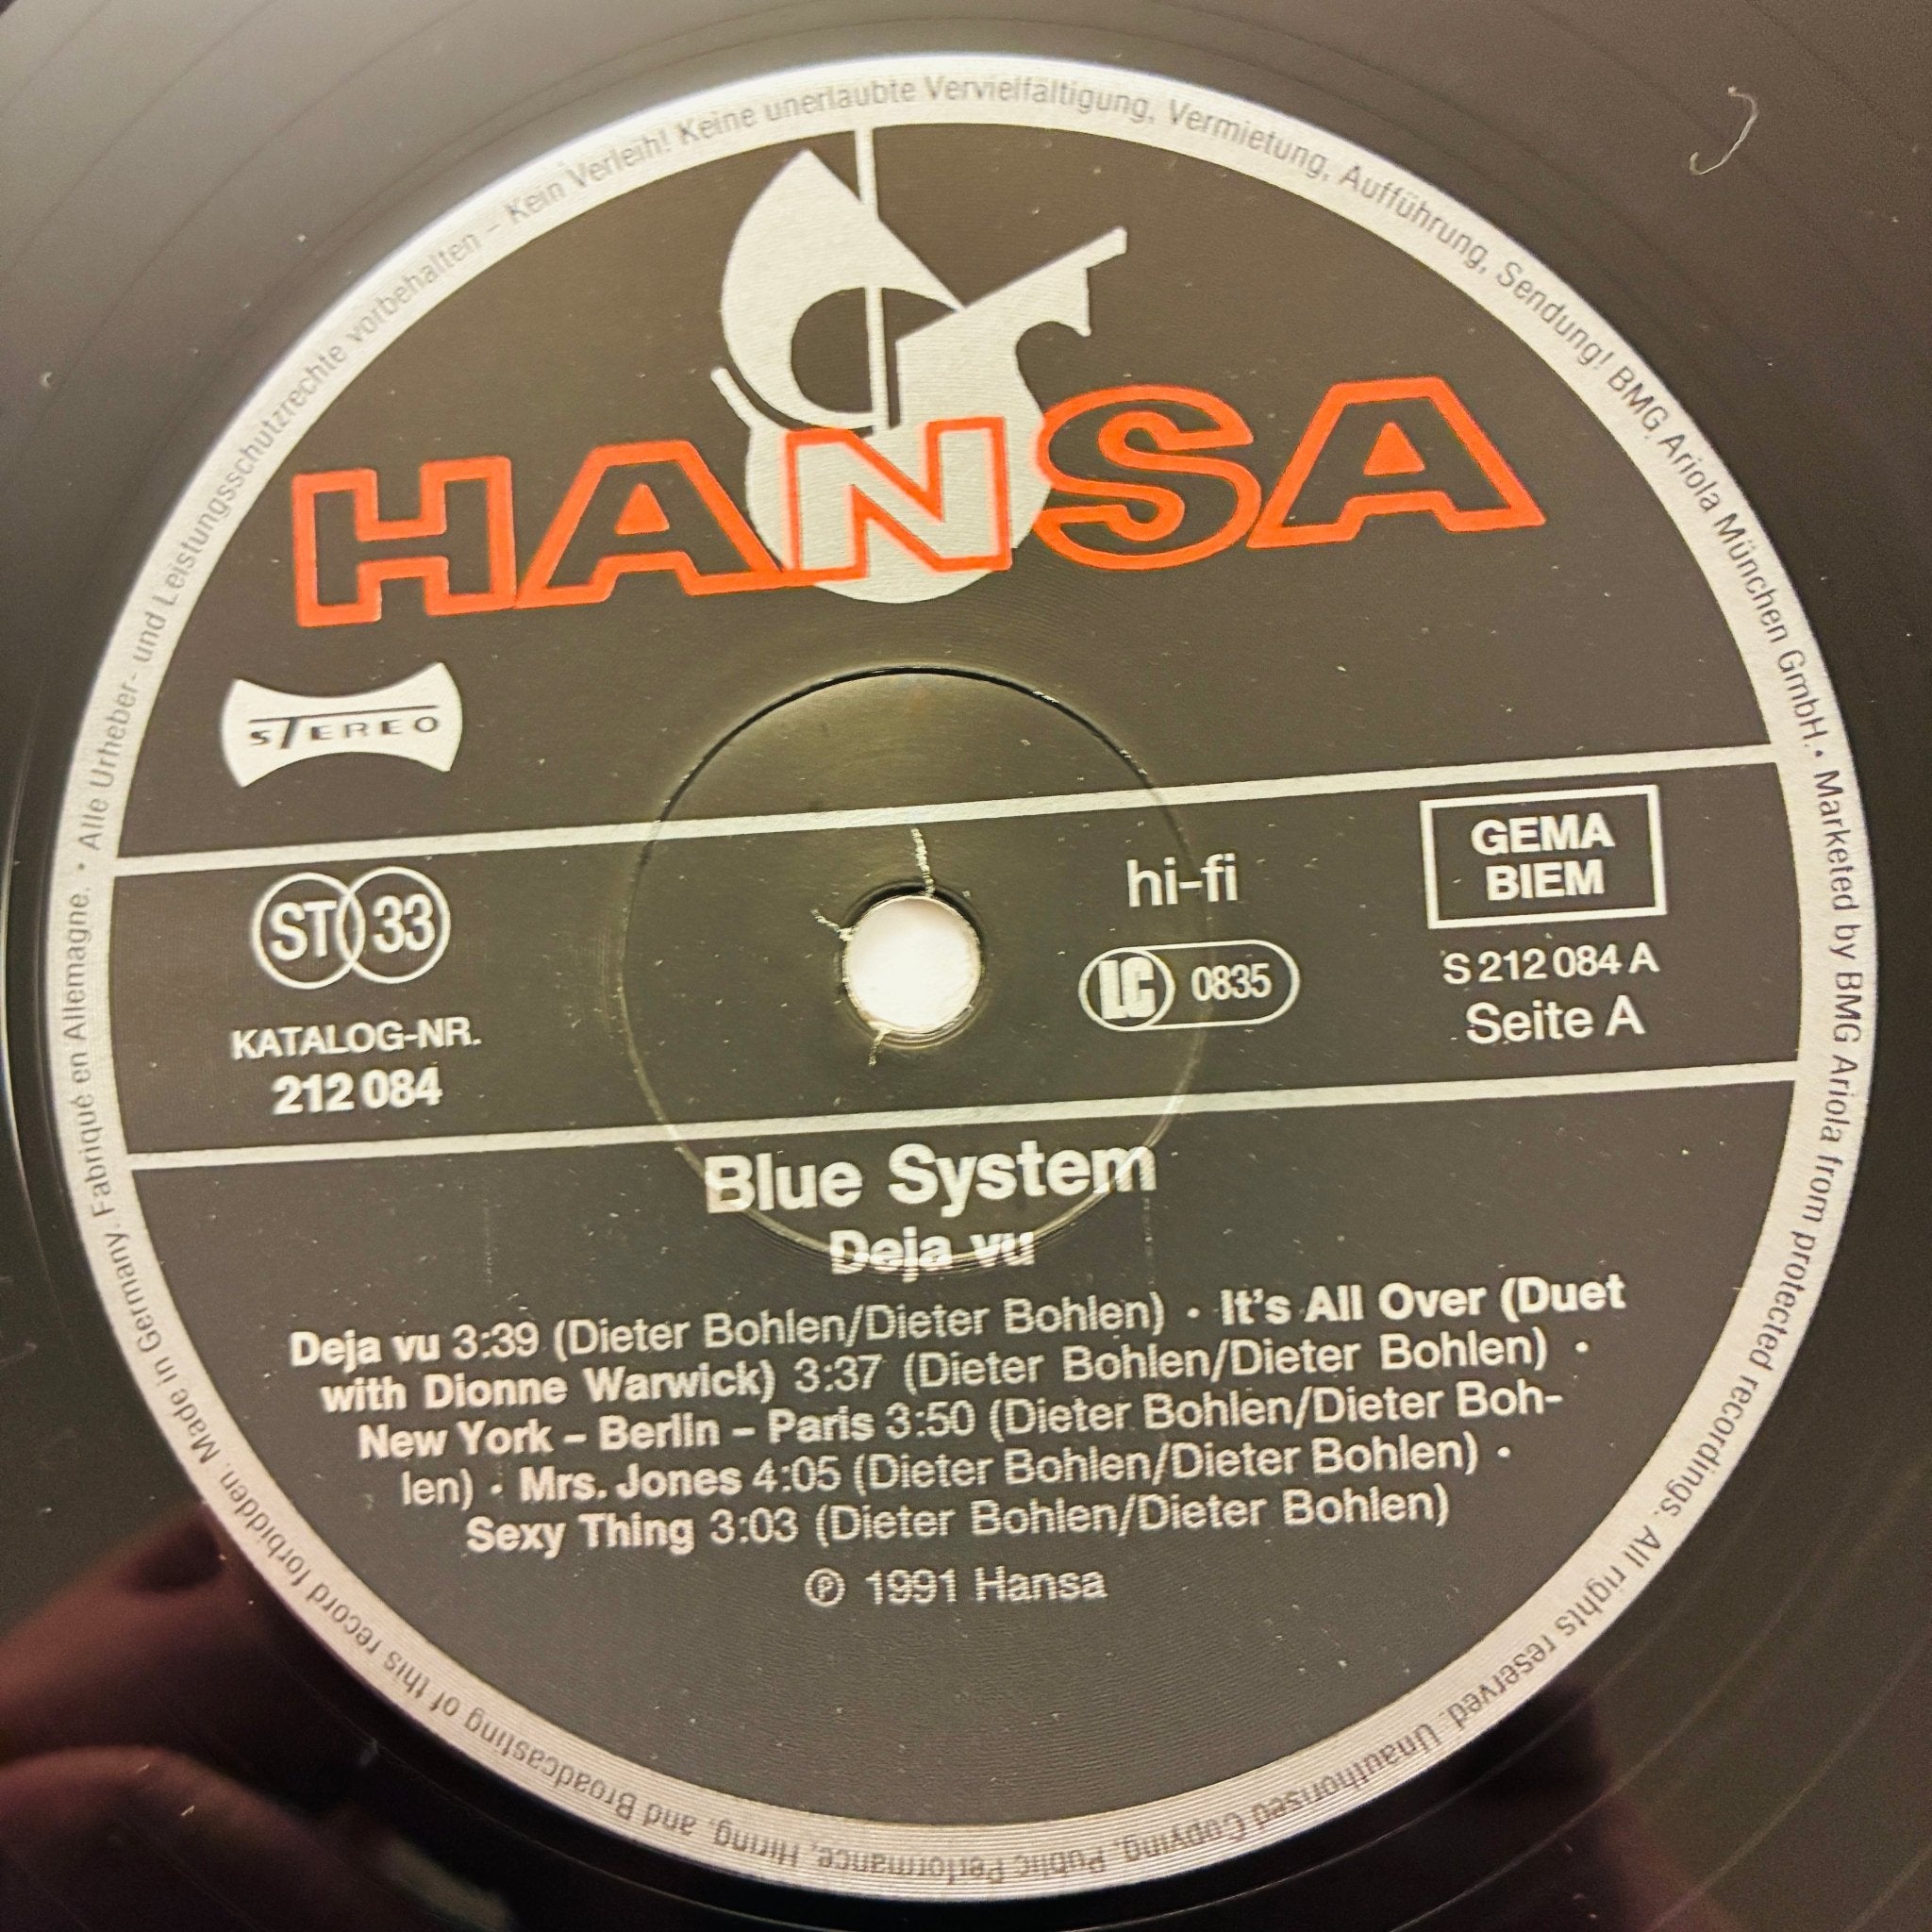 Alle Urheber- und Leistungsschutzrechte vorbehalten – Kein Verleih! Keine unerlaubte Vervielfältigung, Vermietung, Aufführung, Sendung! BMG Ariola München GmbH. • Marketed by BMG Ariola from protected recordings. All rights reserved. Unauthorised Copying, Public Performance, Hiring, and Broadcasting of this record forbidden. Made in Germany. Fabriqué en Allemagne. •
HANSA
STEREO
ST 33
KATALOG-NR.
212 084
hi-fi
LC 0835
GEMA
BIEM
S 212 084 A
Seite A
Blue System
Deja vu
Deja vu 3:39 (Dieter Bohlen/Dieter Bohlen) · It's All Over (Duet
with Dionne Warwick) 3:37 (Dieter Bohlen/Dieter Bohlen) ·
New York – Berlin – Paris 3:50 (Dieter Bohlen/Dieter Boh-
len) · Mrs. Jones 4:05 (Dieter Bohlen/Dieter Bohlen) ·
Sexy Thing 3:03 (Dieter Bohlen/Dieter Bohlen)
℗ 1991 Hansa